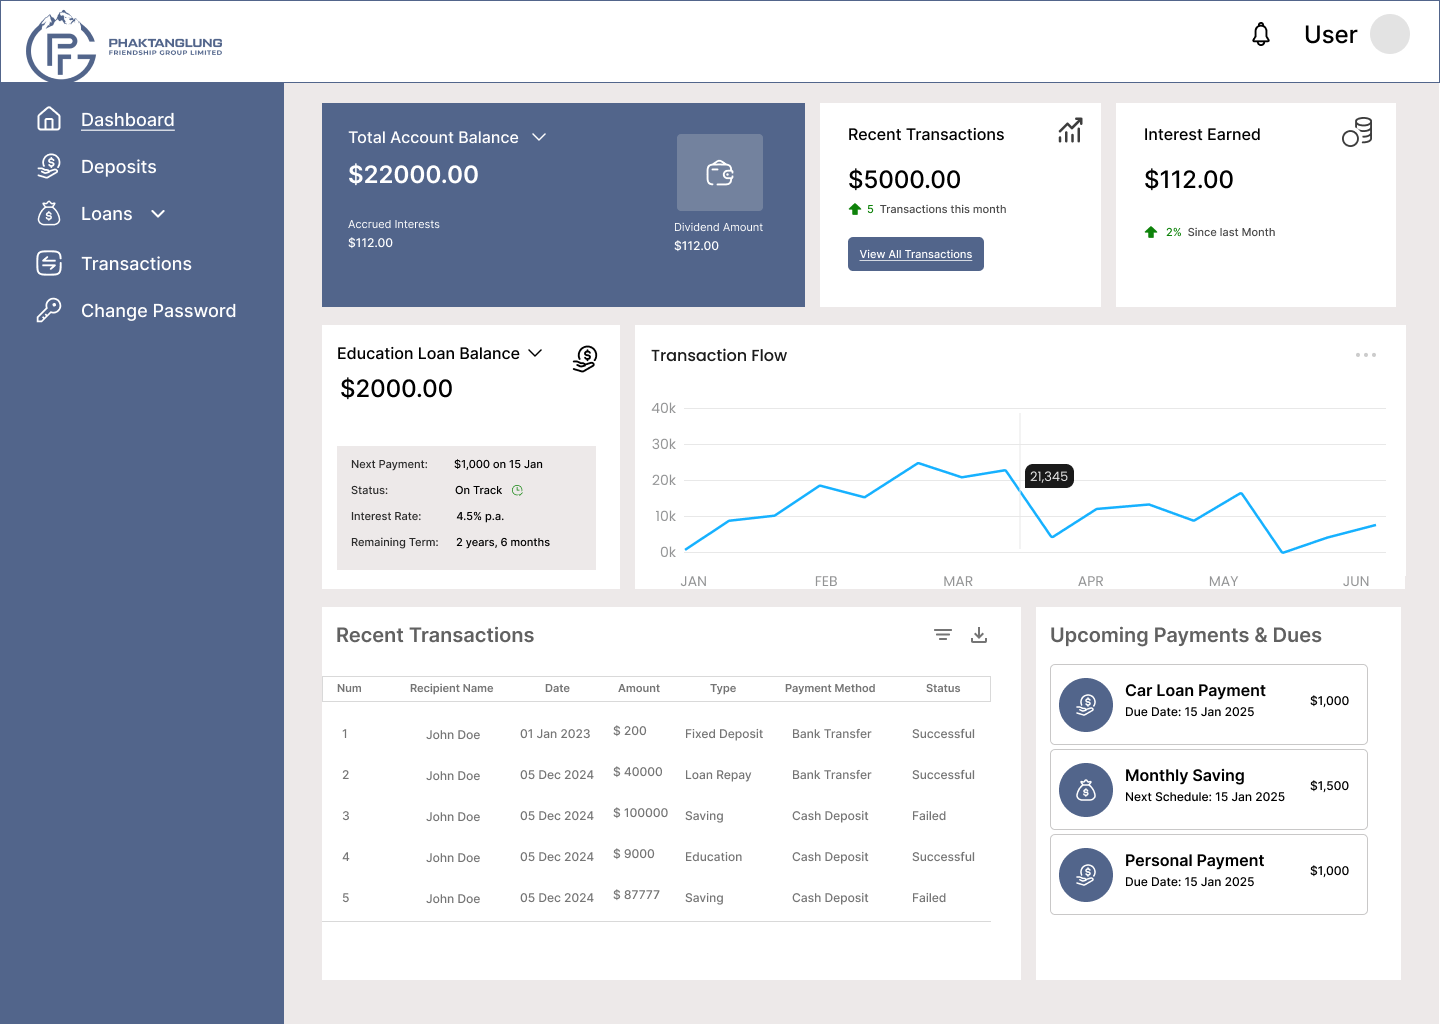 PHAKTANGLUNG
FRIENDSHIP GROUP LIMITED
User
Dashboard
Deposits
Loans
Transactions
Change Password
Total Account Balance
$22000.00
Accrued Interests
$112.00
Dividend Amount
$112.00
Recent Transactions
$5000.00
5 Transactions this month
View All Transactions
Interest Earned
$112.00
2% Since last Month
Education Loan Balance
$2000.00
Next Payment: $1,000 on 15 Jan
Status: On Track
Interest Rate: 4.5% p.a.
Remaining Term: 2 years, 6 months
Transaction Flow
40k
30k
20k
10k
0k
21,345
JAN FEB MAR APR MAY JUN
Recent Transactions
Num Recipient Name Date Amount Type Payment Method Status
1 John Doe 01 Jan 2023 $ 200 Fixed Deposit Bank Transfer Successful
2 John Doe 05 Dec 2024 $ 40000 Loan Repay Bank Transfer Successful
3 John Doe 05 Dec 2024 $ 100000 Saving Cash Deposit Failed
4 John Doe 05 Dec 2024 $ 9000 Education Cash Deposit Successful
5 John Doe 05 Dec 2024 $ 87777 Saving Cash Deposit Failed
Upcoming Payments & Dues
Car Loan Payment
Due Date: 15 Jan 2025
$1,000
Monthly Saving
Next Schedule: 15 Jan 2025
$1,500
Personal Payment
Due Date: 15 Jan 2025
$1,000